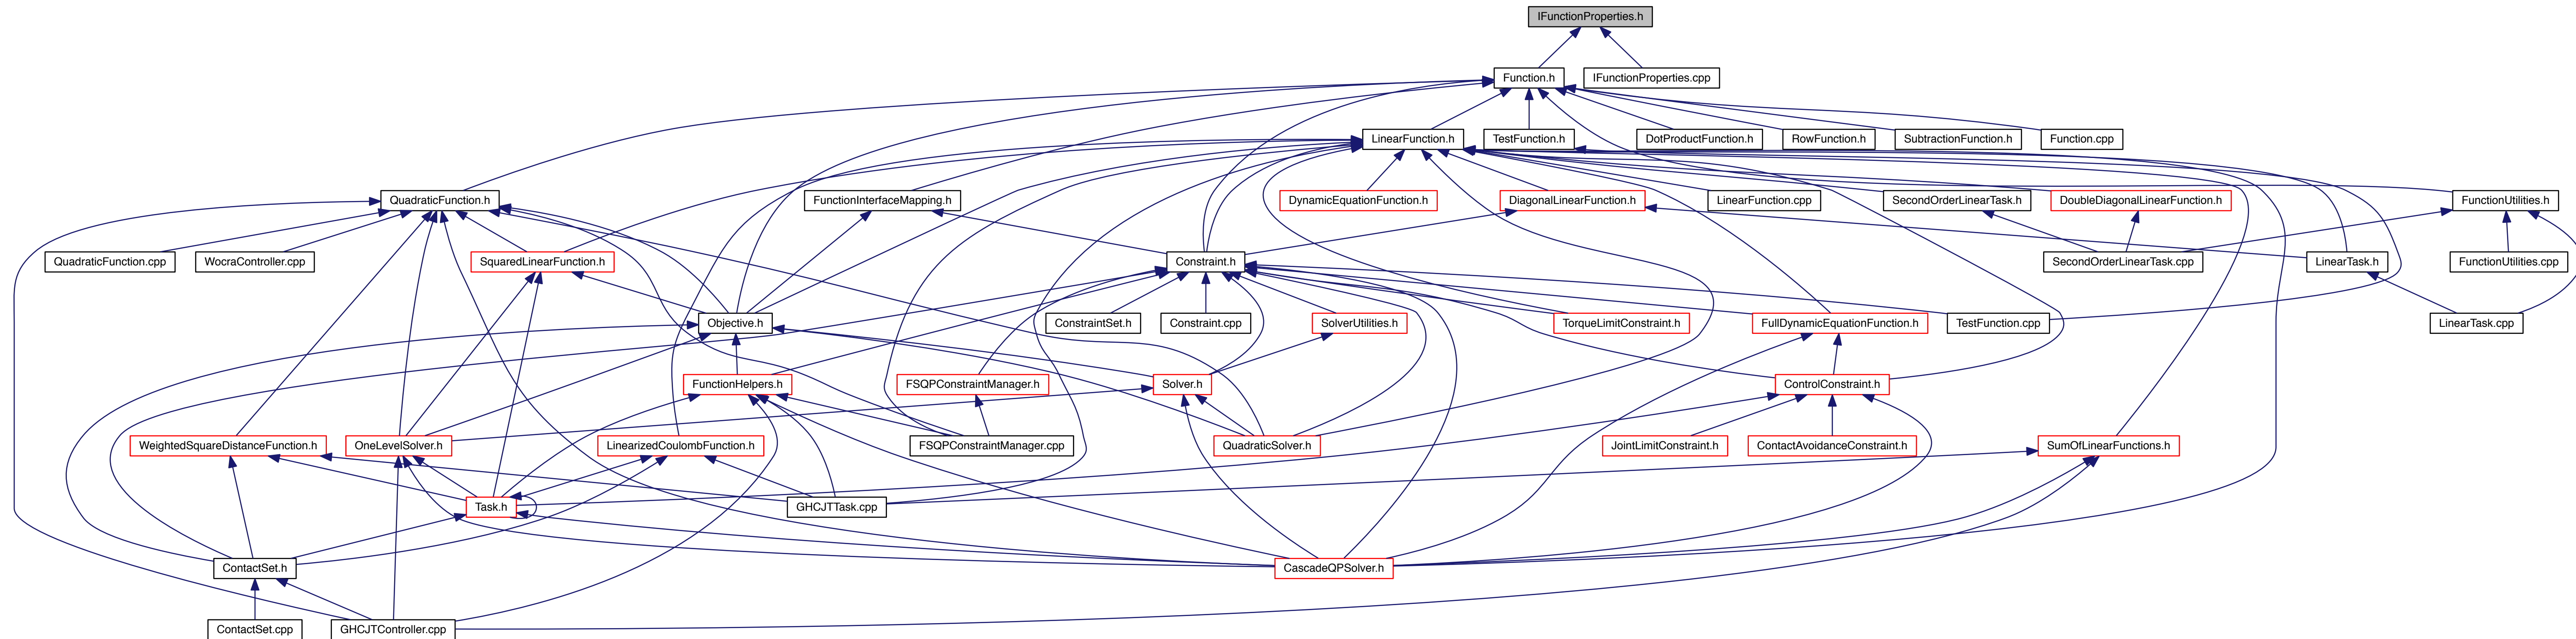 IFunctionProperties.h
Function.h
IFunctionProperties.cpp
LinearFunction.h
TestFunction.h
DotProductFunction.h
RowFunction.h
SubtractionFunction.h
Function.cpp
QuadraticFunction.h
FunctionInterfaceMapping.h
DynamicEquationFunction.h
DiagonalLinearFunction.h
LinearFunction.cpp
SecondOrderLinearTask.h
DoubleDiagonalLinearFunction.h
FunctionUtilities.h
QuadraticFunction.cpp
WocraController.cpp
SquaredLinearFunction.h
Constraint.h
SecondOrderLinearTask.cpp
LinearTask.h
FunctionUtilities.cpp
Objective.h
ConstraintSet.h
Constraint.cpp
SolverUtilities.h
TorqueLimitConstraint.h
FullDynamicEquationFunction.h
TestFunction.cpp
LinearTask.cpp
FunctionHelpers.h
FSQPConstraintManager.h
Solver.h
ControlConstraint.h
WeightedSquareDistanceFunction.h
OneLevelSolver.h
LinearizedCoulombFunction.h
FSQPConstraintManager.cpp
QuadraticSolver.h
JointLimitConstraint.h
ContactAvoidanceConstraint.h
SumOfLinearFunctions.h
Task.h
GHCJTTask.cpp
ContactSet.h
CascadeQPSolver.h
ContactSet.cpp
GHCJTController.cpp